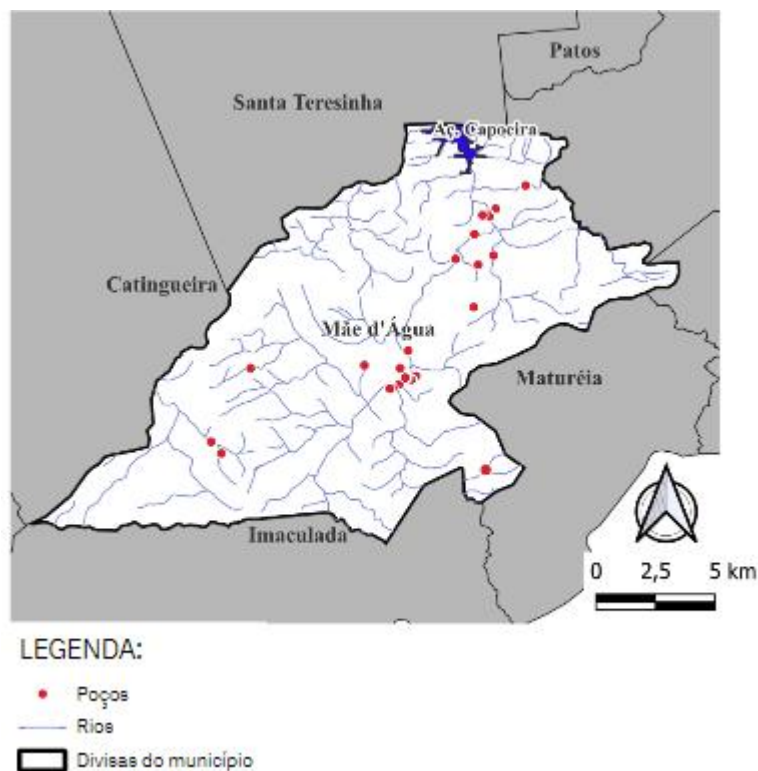 Patos
Santa Teresinha
Aç. Capoeira
Catingueira
Mãe d'Água
Maturéia
Imaculada
0 2,5 5 km
LEGENDA:
Poços
Rios
Divisas do município